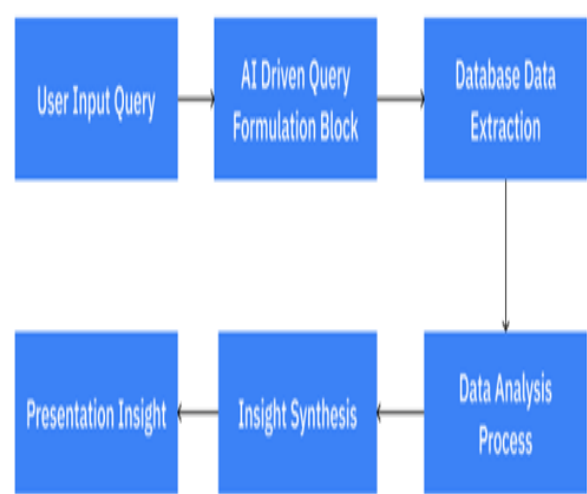 User Input Query
AI Driven Query
Formulation Block
Database Data
Extraction
Data Analysis
Process
Insight Synthesis
Presentation Insight